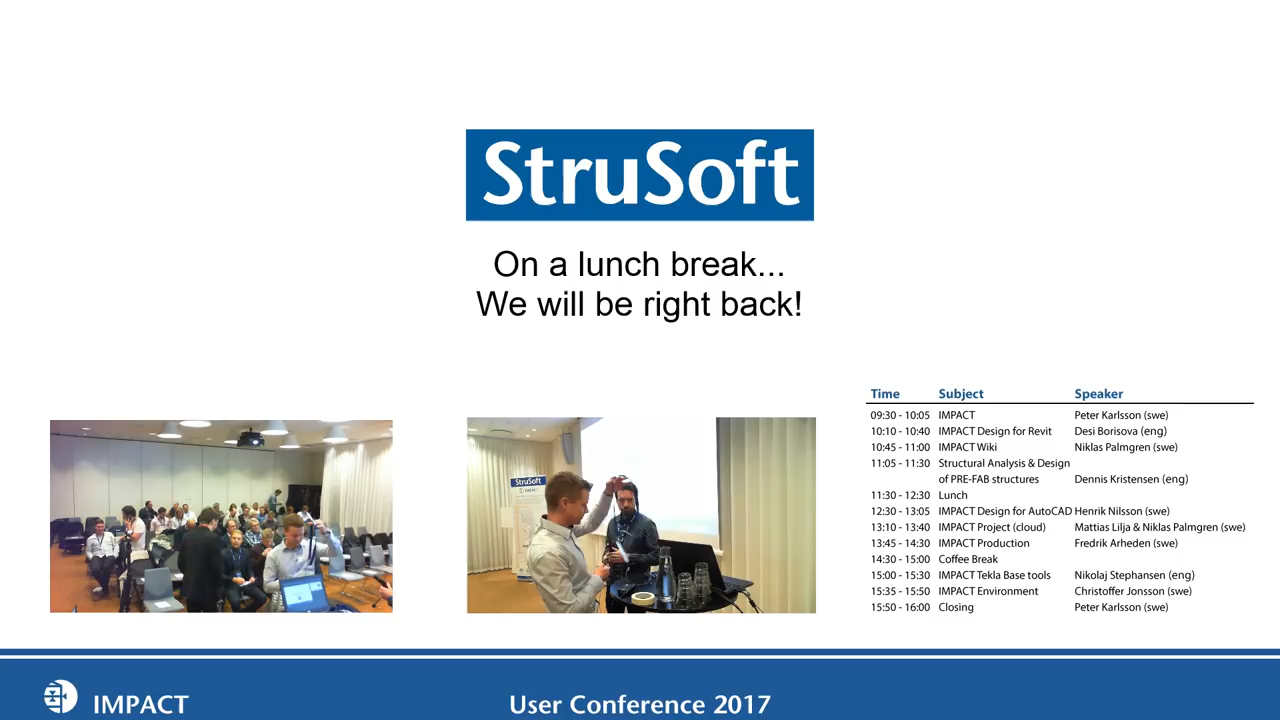 StruSoft
On a lunch break...
We will be right back!
Time Subject Speaker
09:30 - 10:05 IMPACT Peter Karlsson (swe)
10:10 - 10:40 IMPACT Design for Revit Desi Borisova (eng)
10:45 - 11:00 IMPACT Wiki Niklas Palmgren (swe)
11:05 - 11:30 Structural Analysis & Design
of PRE-FAB structures Dennis Kristensen (eng)
11:30 - 12:30 Lunch
12:30 - 13:05 IMPACT Design for AutoCAD Henrik Nilsson (swe)
13:10 - 13:40 IMPACT Project (cloud) Mattias Lilja & Niklas Palmgren (swe)
13:45 - 14:30 IMPACT Production Fredrik Arheden (swe)
14:30 - 15:00 Coffee Break
15:00 - 15:30 IMPACT Tekla Base tools Nikolaj Stephansen (eng)
15:35 - 15:50 IMPACT Environment Christoffer Jonsson (swe)
15:50 - 16:00 Closing Peter Karlsson (swe)
StruSoft
IMPACT User Conference 2017